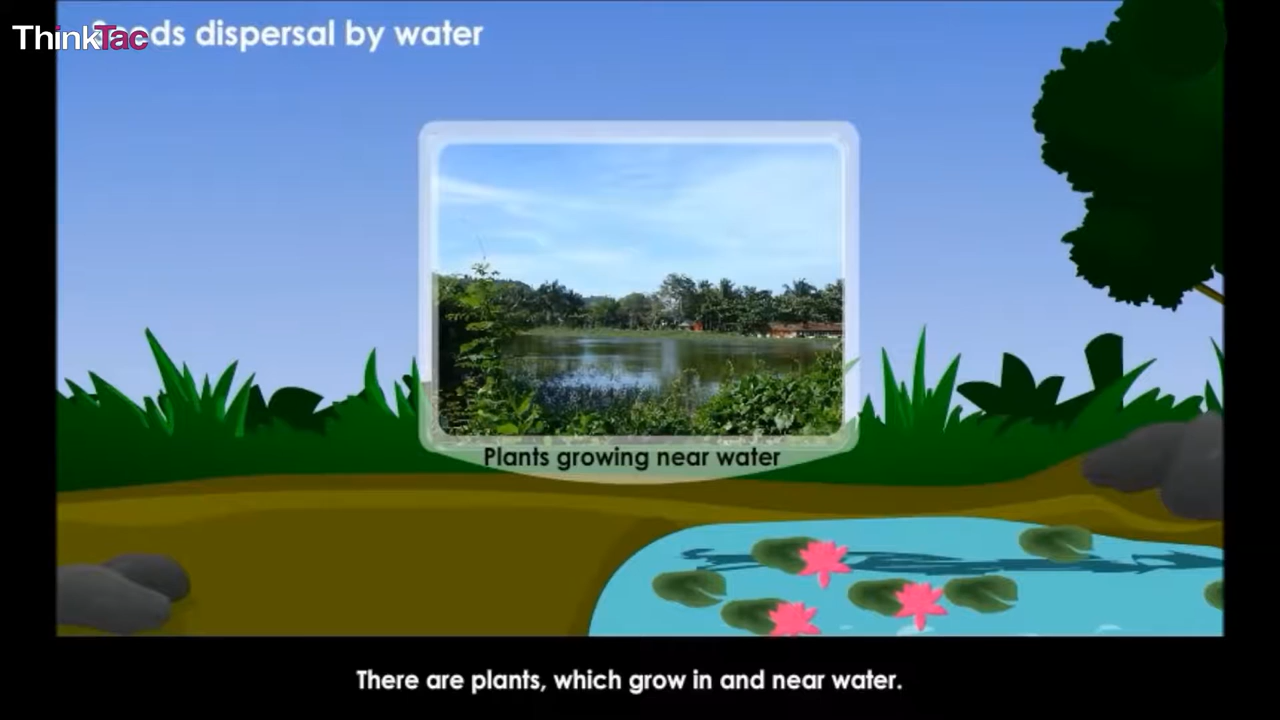 ThinkTac
dispersal by water
Plants growing near water
There are plants, which grow in and near water.